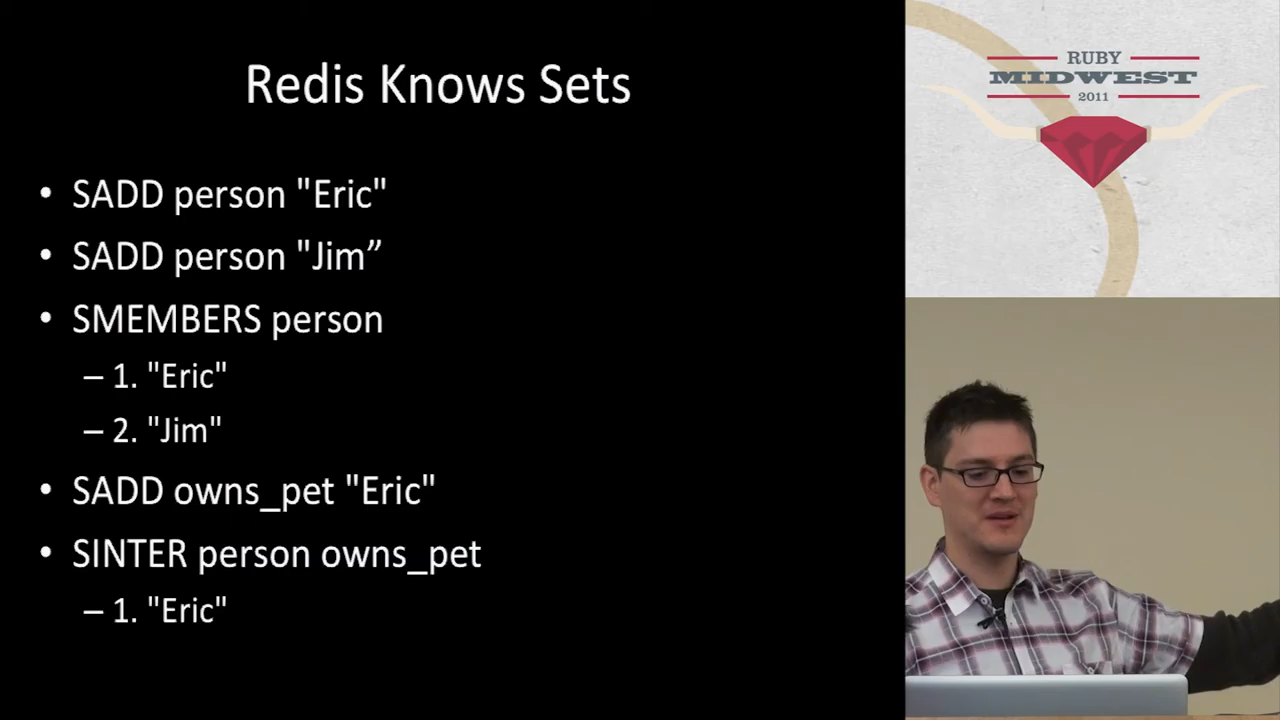 Redis Knows Sets
• SADD person "Eric"
• SADD person "Jim”
• SMEMBERS person
– 1. "Eric"
– 2. "Jim"
• SADD owns_pet "Eric"
• SINTER person owns_pet
– 1. "Eric"
RUBY
MIDWEST
2011